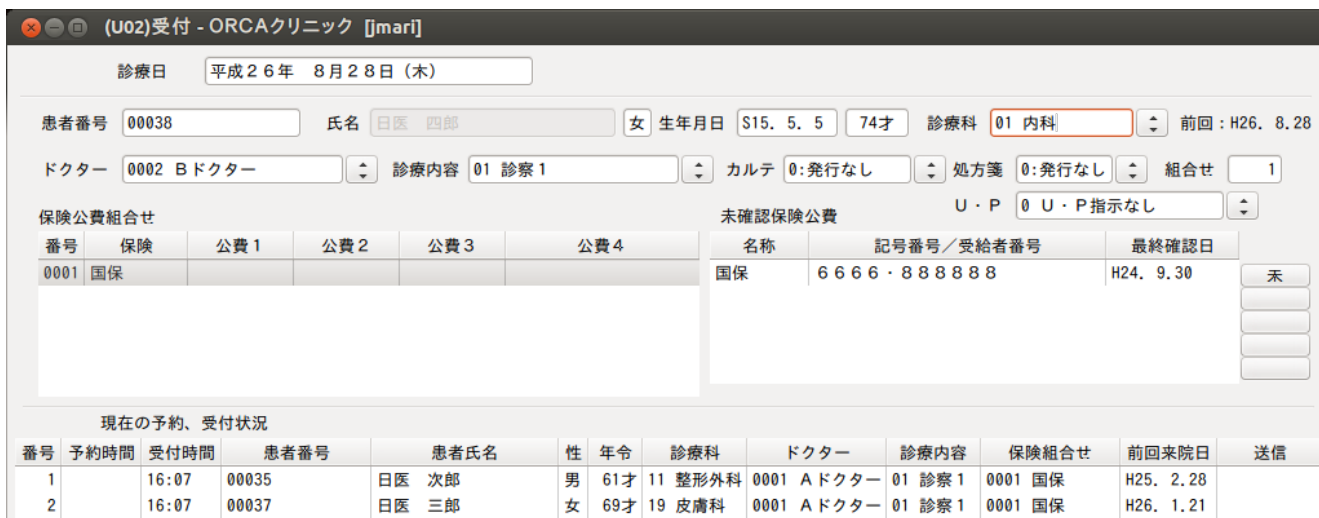 (U02)受付 - ORCAクリニック [jmari]
診療日 平成26年 8月28日(木)
患者番号 00038 氏名 日医 四郎 女 生年月日 S15. 5. 5 74才 診療科 01 内科 前回:H26. 8.28
ドクター 0002 Bドクター 診療内容 01 診察1 カルテ 0:発行なし 処方箋 0:発行なし 組合せ 1
U・P 0 U・P指示なし
保険公費組合せ 未確認保険公費
番号 保険 公費1 公費2 公費3 公費4 名称 記号番号/受給者番号 最終確認日
0001 国保 国保 6666・888888 H24. 9.30 未
現在の予約、受付状況
番号 予約時間 受付時間 患者番号 患者氏名 性 年令 診療科 ドクター 診療内容 保険組合せ 前回来院日 送信
1 16:07 00035 日医 次郎 男 61才 11 整形外科 0001 Aドクター 01 診察1 0001 国保 H25. 2.28
2 16:07 00037 日医 三郎 女 69才 19 皮膚科 0001 Aドクター 01 診察1 0001 国保 H26. 1.21